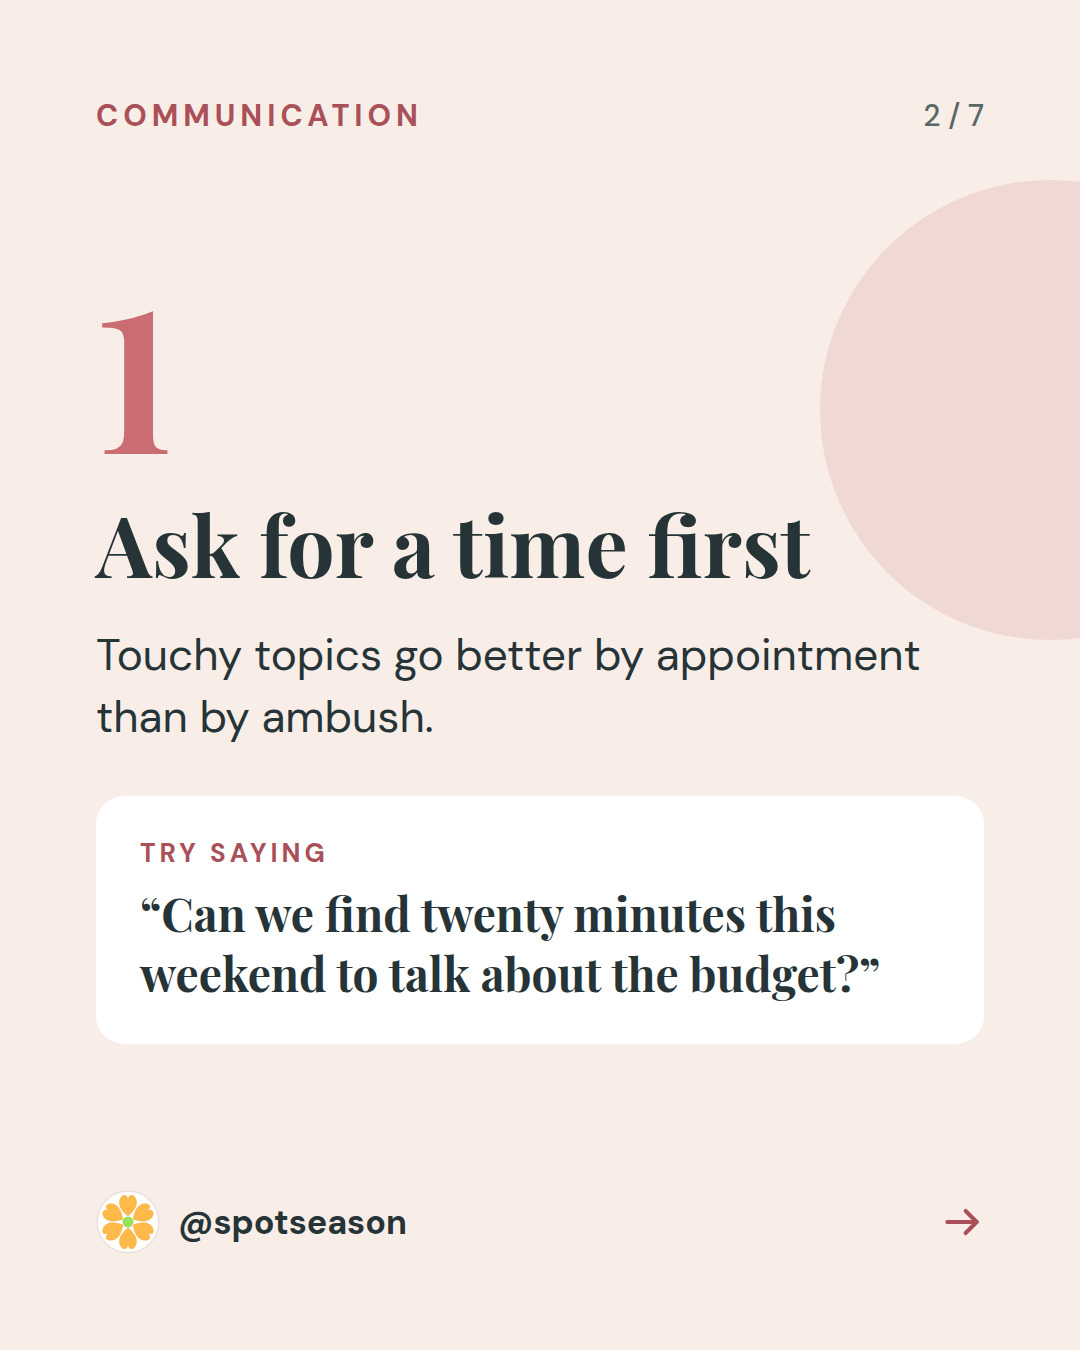 COMMUNICATION
2 / 7
1
Ask for a time first
Touchy topics go better by appointment
than by ambush.
TRY SAYING
“Can we find twenty minutes this
weekend to talk about the budget?”
@spotseason